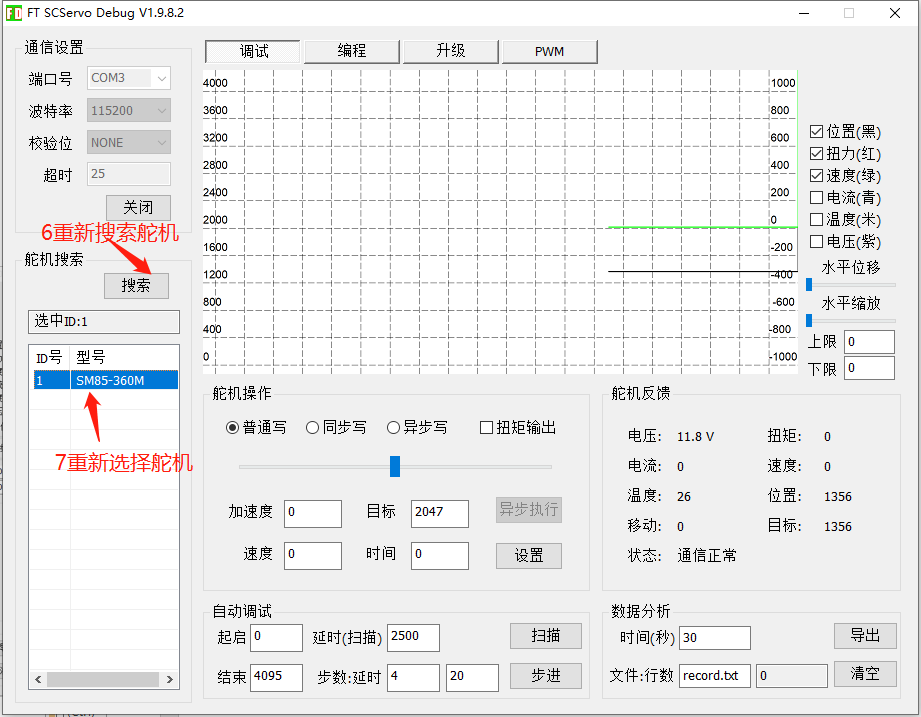 FT SCServo Debug V1.9.8.2
通信设置
端口号 COM3
波特率 115200
校验位 NONE
超时 25
关闭
6重新搜索舵机
舵机搜索
搜索
选中ID:1
ID号 型号
1 SM85-360M
7重新选择舵机
调试 编程 升级 PWM
4000 1000
3600 800
3200 600
2800 400
2400 200
2000 0
1600 -200
1200 -400
800 -600
400 -800
0 -1000
位置(黑)
扭力(红)
速度(绿)
电流(青)
温度(米)
电压(紫)
水平位移
水平缩放
上限 0
下限 0
舵机操作
普通写 同步写 异步写 扭矩输出
加速度 0 目标 2047 异步执行
速度 0 时间 0 设置
舵机反馈
电压: 11.8 V 扭矩: 0
电流: 0 速度: 0
温度: 26 位置: 1356
移动: 0 目标: 1356
状态: 通信正常
自动调试
起启 0 延时(扫描) 2500 扫描
结束 4095 步数:延时 4 20 步进
数据分析
时间(秒) 30 导出
文件:行数 record.txt 0 清空